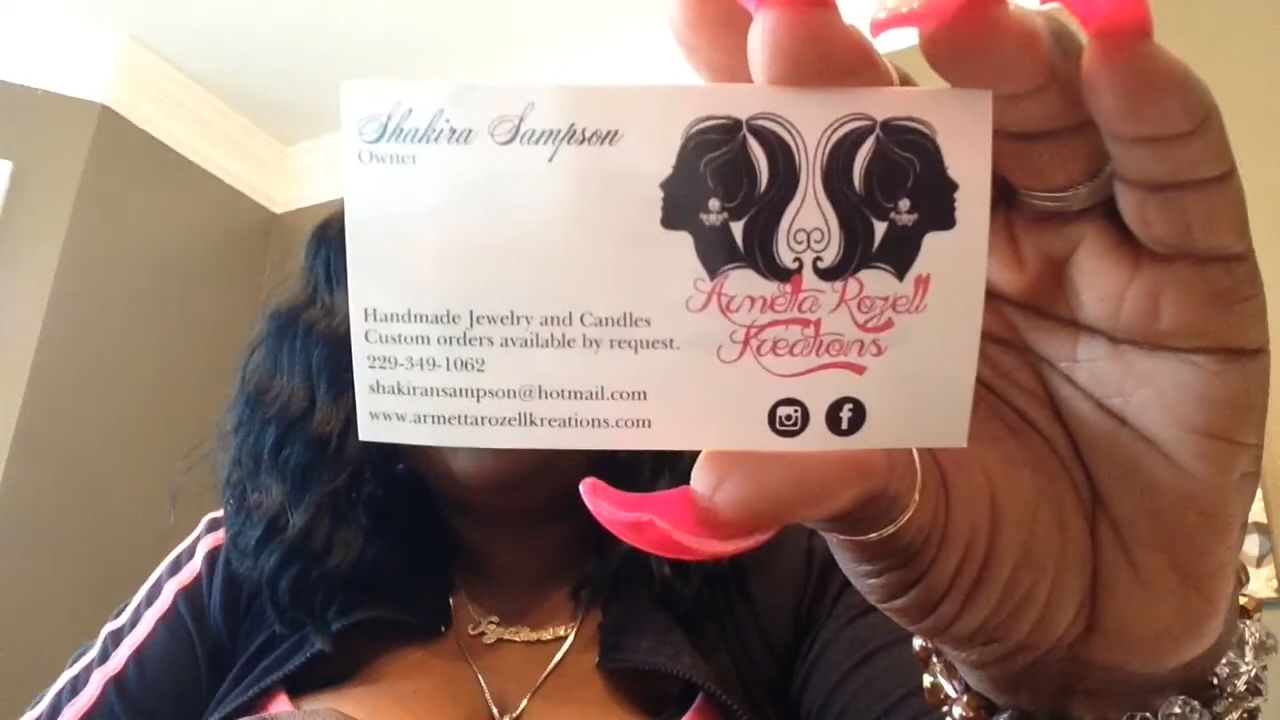 Shakira Sampson
Owner
Armetta Rozell
Kreations
Handmade Jewelry and Candles
Custom orders available by request.
229-349-1062
shakiransampson@hotmail.com
www.armettarozellkreations.com